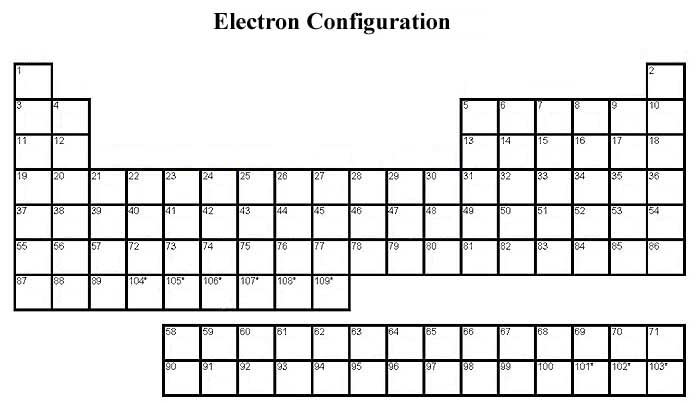 Electron Configuration
1 2
3 4 5 6 7 8 9 10
11 12 13 14 15 16 17 18
19 20 21 22 23 24 25 26 27 28 29 30 31 32 33 34 35 36
37 38 39 40 41 42 43 44 45 46 47 48 49 50 51 52 53 54
55 56 57 72 73 74 75 76 77 78 79 80 81 82 83 84 85 86
87 88 89 104* 105* 106* 107* 108* 109*
58 59 60 61 62 63 64 65 66 67 68 69 70 71
90 91 92 93 94 95 96 97 98 99 100 101* 102* 103*